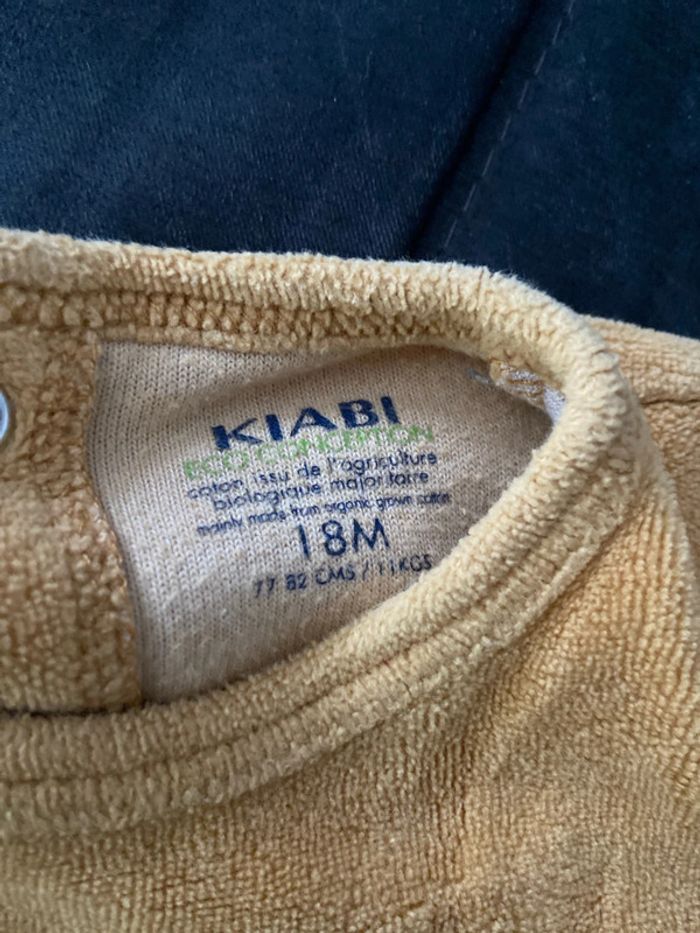 KIABI
ECO CONCEPTION
coton issu de l'agriculture
biologique majoritaire
mainly made from organic grown cotton
18M
77 82 CMS / 11KGS